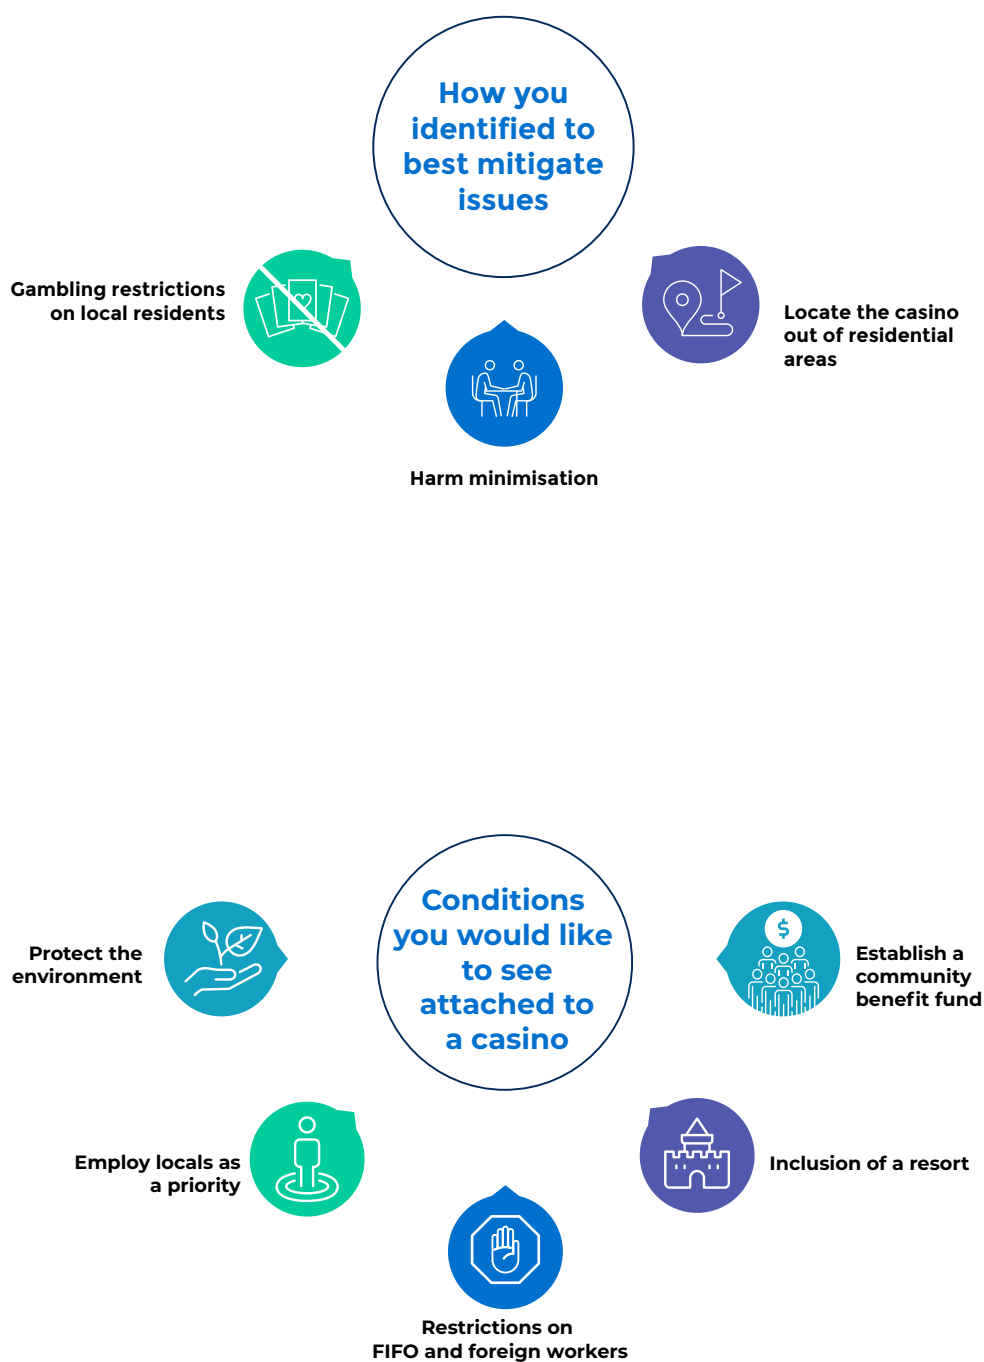 How you
identified to
best mitigate
issues
Gambling restrictions
on local residents
Locate the casino
out of residential
areas
Harm minimisation
Conditions
you would like
to see
attached to
a casino
Protect the
environment
$
Establish a
community
benefit fund
Employ locals as
a priority
Inclusion of a resort
Restrictions on
FIFO and foreign workers